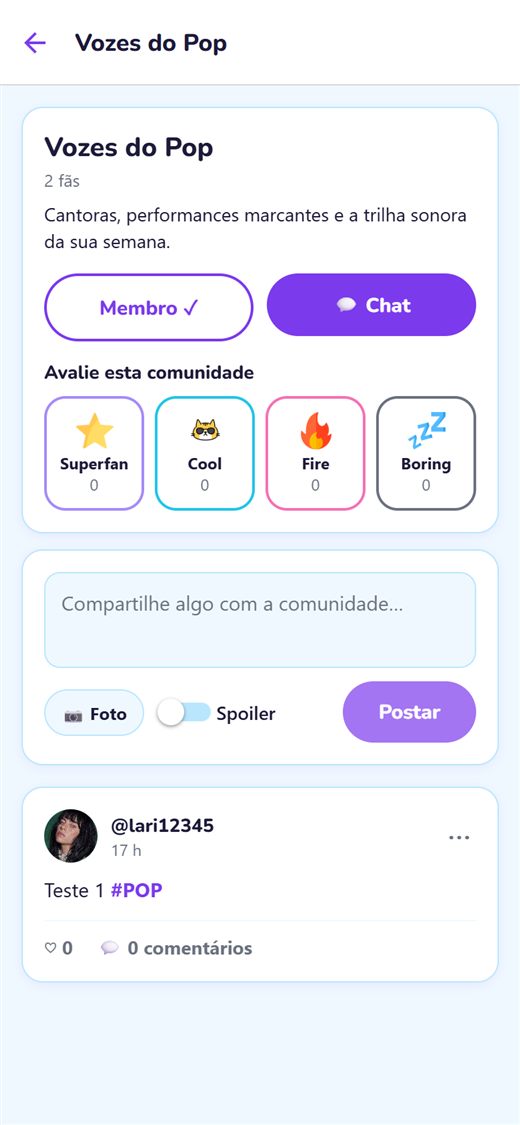 Vozes do Pop
Vozes do Pop
2 fãs
Cantoras, performances marcantes e a trilha sonora
da sua semana.
Membro ✓
Chat
Avalie esta comunidade
Superfan
0
Cool
0
Fire
0
Boring
0
Compartilhe algo com a comunidade...
Foto
Spoiler
Postar
@lari12345
17 h
Teste 1 #POP
0
0 comentários